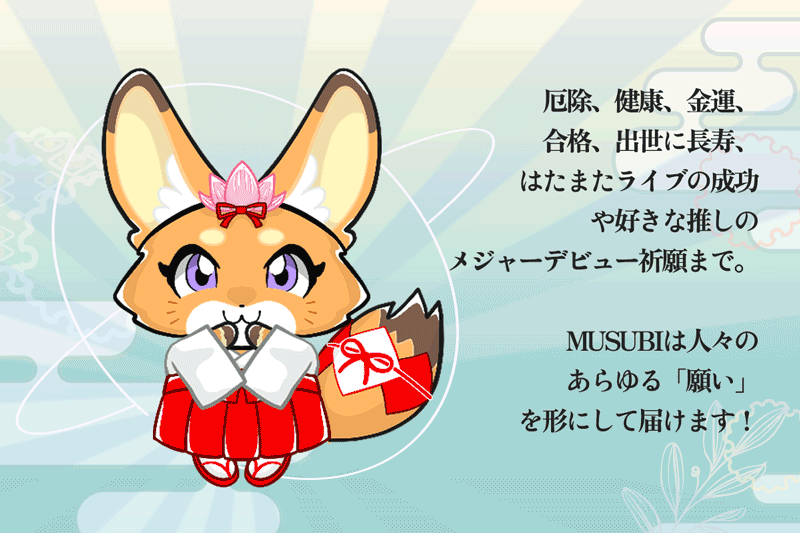 厄除、健康、金運、
合格、出世に長寿、
はたまたライブの成功
や好きな推しの
メジャーデビュー祈願まで。
MUSUBIは人々の
あらゆる「願い」
を形にして届けます！